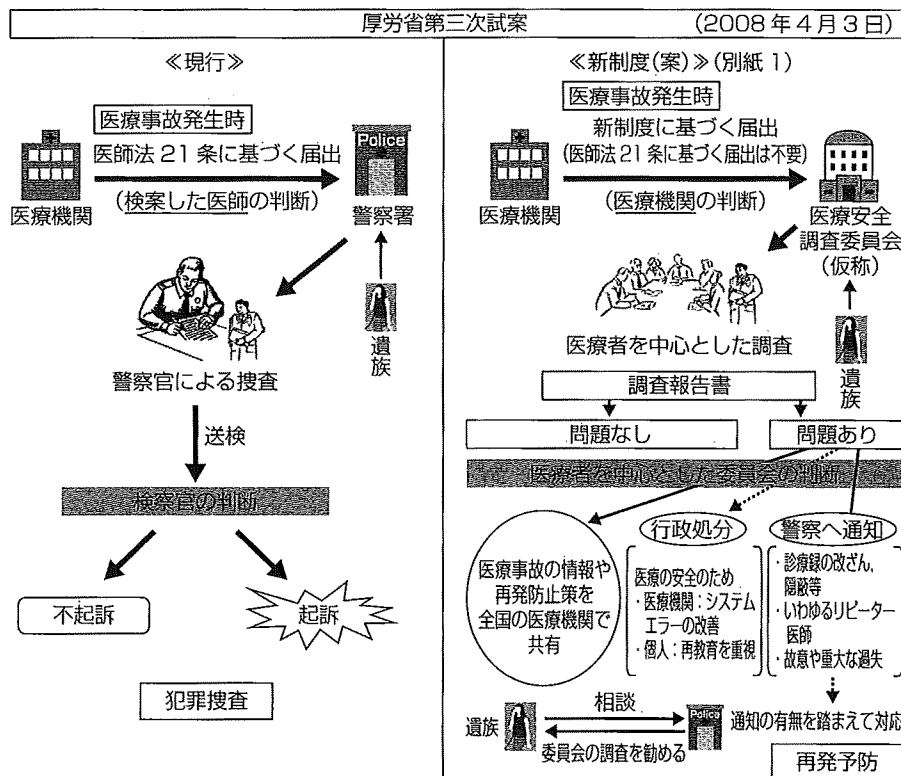 厚労省第三次試案 (2008年4月3日)
≪現行≫
医療事故発生時
医師法21条に基づく届出
(検案した医師の判断)
医療機関
Police
警察署
遺族
警察官による捜査
送検
検察官の判断
不起訴
起訴
犯罪捜査
≪新制度(案)≫(別紙1)
医療事故発生時
新制度に基づく届出
(医師法21条に基づく届出は不要)
(医療機関の判断)
医療機関
医療安全
調査委員会
(仮称)
遺族
医療者を中心とした調査
調査報告書
問題なし
問題あり
医療者を中心とした委員会の判断
医療事故の情報や
再発防止策を
全国の医療機関で
共有
行政処分
医療の安全のため
・医療機関:システム
エラーの改善
・個人:再教育を重視
警察へ通知
・診療録の改ざん,
隠蔽等
・いわゆるリピーター
医師
・故意や重大な過失
遺族
相談
委員会の調査を勧める
Police
通知の有無を踏まえて対応
再発予防